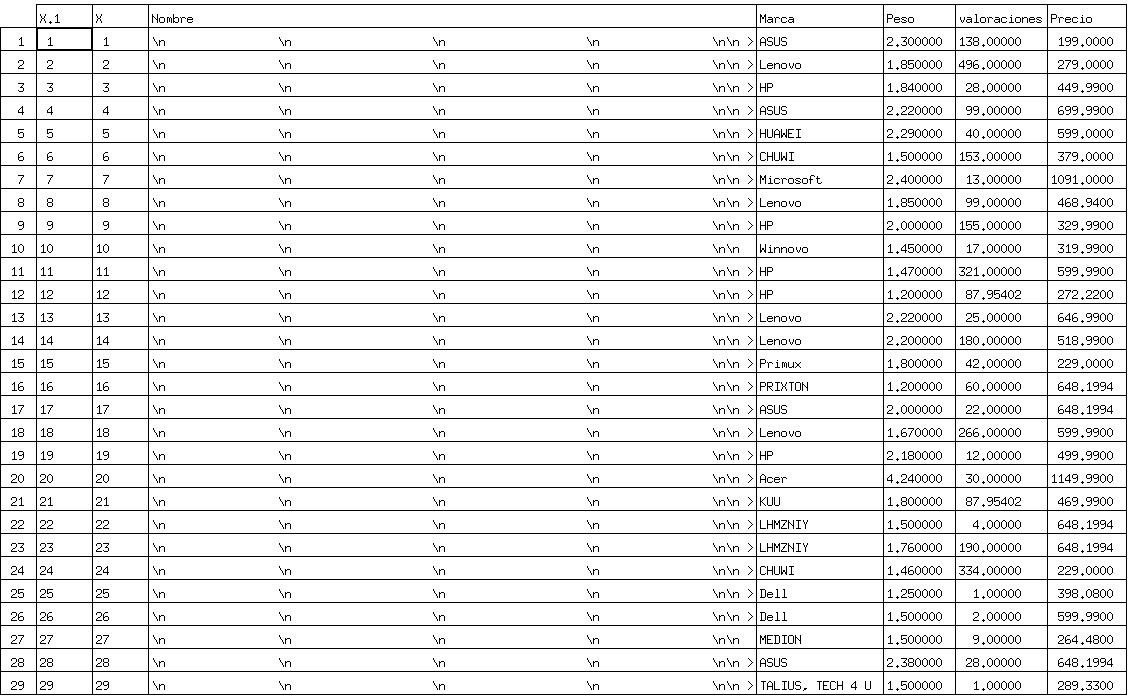 X.1 X Nombre Marca Peso valoraciones Precio
1 1 1 \n \n \n \n \n\n > ASUS 2.300000 138.00000 199.0000
2 2 2 \n \n \n \n \n\n > Lenovo 1.850000 496.00000 279.0000
3 3 3 \n \n \n \n \n\n > HP 1.840000 28.00000 449.9900
4 4 4 \n \n \n \n \n\n > ASUS 2.220000 99.00000 699.9900
5 5 5 \n \n \n \n \n\n > HUAWEI 2.290000 40.00000 599.0000
6 6 6 \n \n \n \n \n\n > CHUWI 1.500000 153.00000 379.0000
7 7 7 \n \n \n \n \n\n > Microsoft 2.400000 13.00000 1091.0000
8 8 8 \n \n \n \n \n\n > Lenovo 1.850000 99.00000 468.9400
9 9 9 \n \n \n \n \n\n > HP 2.000000 155.00000 329.9900
10 10 10 \n \n \n \n \n\n Winnovo 1.450000 17.00000 319.9900
11 11 11 \n \n \n \n \n\n > HP 1.470000 321.00000 599.9900
12 12 12 \n \n \n \n \n\n > HP 1.200000 87.95402 272.2200
13 13 13 \n \n \n \n \n\n > Lenovo 2.220000 25.00000 646.9900
14 14 14 \n \n \n \n \n\n > Lenovo 2.200000 180.00000 518.9900
15 15 15 \n \n \n \n \n\n > Primux 1.800000 42.00000 229.0000
16 16 16 \n \n \n \n \n\n > PRIXTON 1.200000 60.00000 648.1994
17 17 17 \n \n \n \n \n\n > ASUS 2.000000 22.00000 648.1994
18 18 18 \n \n \n \n \n\n > Lenovo 1.670000 266.00000 599.9900
19 19 19 \n \n \n \n \n\n > HP 2.180000 12.00000 499.9900
20 20 20 \n \n \n \n \n\n > Acer 4.240000 30.00000 1149.9900
21 21 21 \n \n \n \n \n\n > KUU 1.800000 87.95402 469.9900
22 22 22 \n \n \n \n \n\n > LHMZNIY 1.500000 4.00000 648.1994
23 23 23 \n \n \n \n \n\n > LHMZNIY 1.760000 190.00000 648.1994
24 24 24 \n \n \n \n \n\n > CHUWI 1.460000 334.00000 229.0000
25 25 25 \n \n \n \n \n\n > Dell 1.250000 1.00000 398.0800
26 26 26 \n \n \n \n \n\n > Dell 1.500000 2.00000 599.9900
27 27 27 \n \n \n \n \n\n MEDION 1.500000 9.00000 264.4800
28 28 28 \n \n \n \n \n\n > ASUS 2.380000 28.00000 648.1994
29 29 29 \n \n \n \n \n\n > TALIUS, TECH 4 U 1.500000 1.00000 289.3300